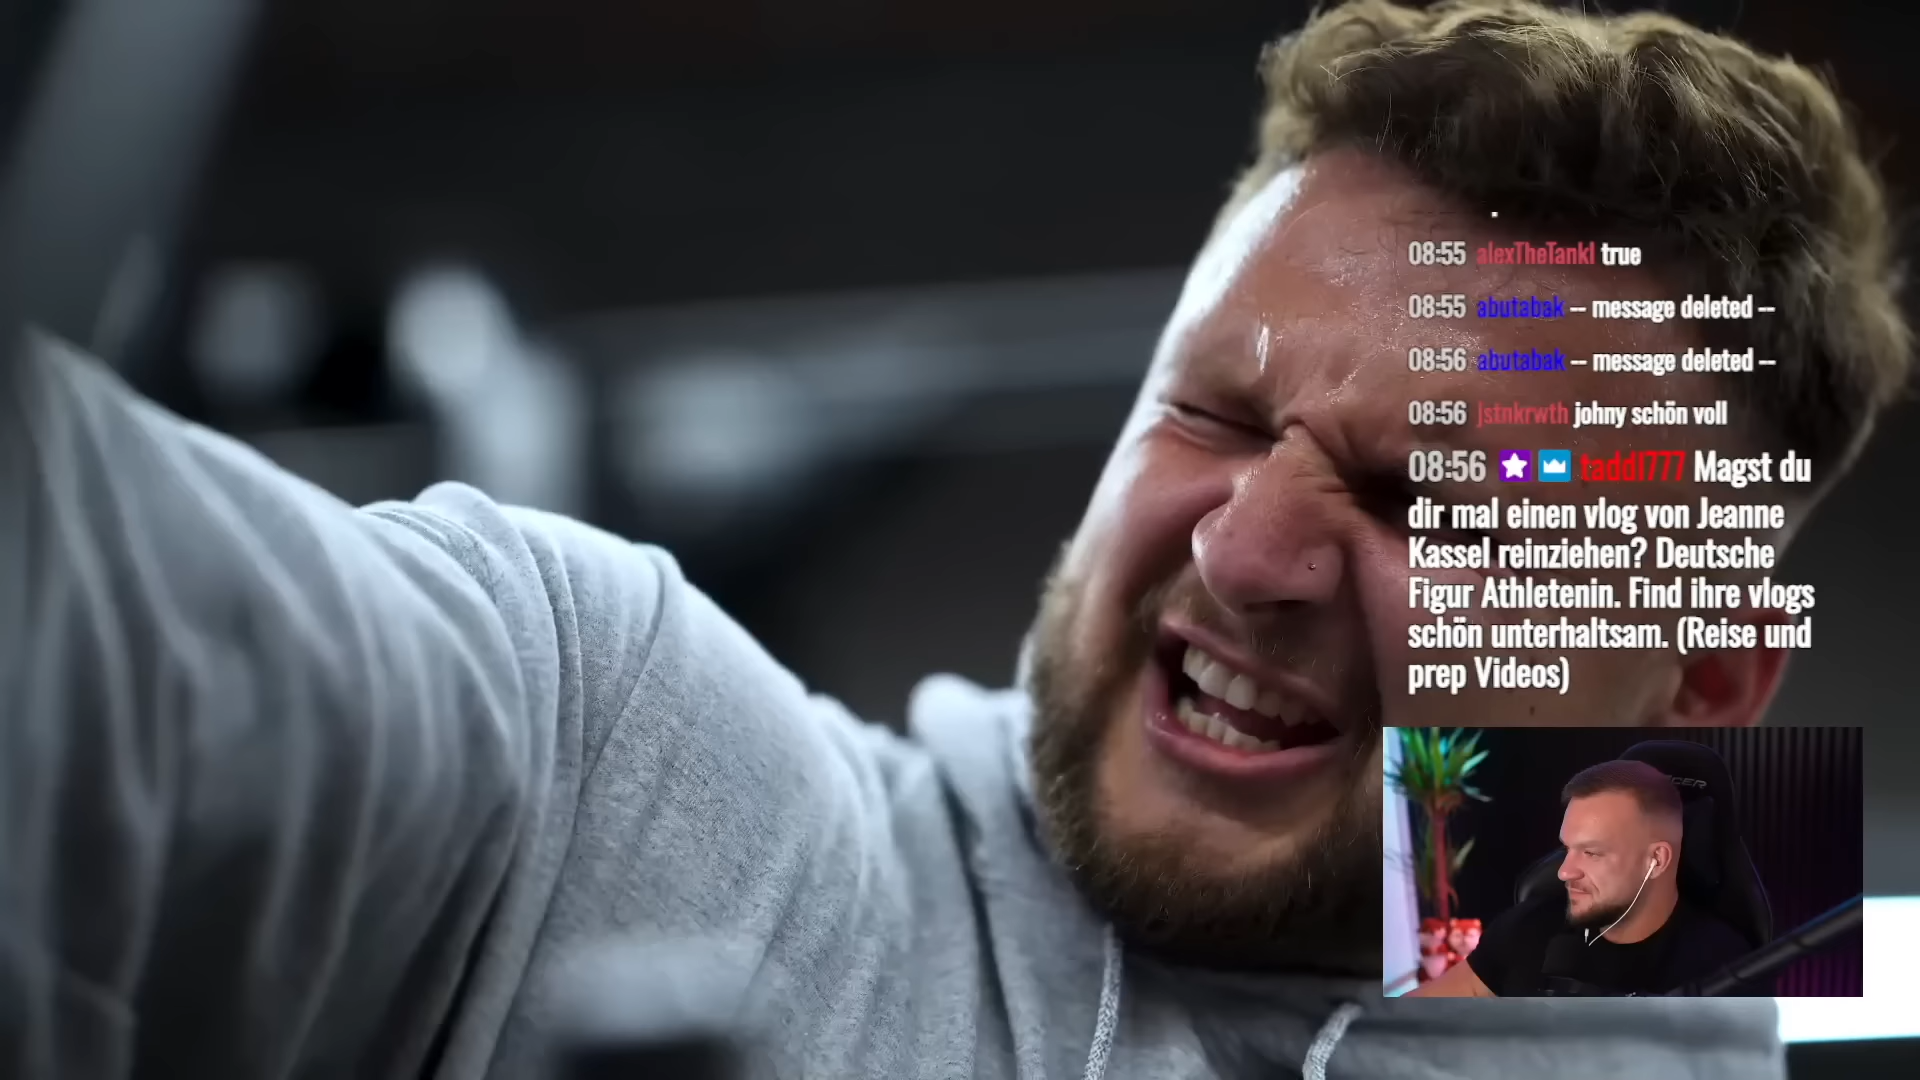 08:55 alexTheTankI true
08:55 abutabak -- message deleted --
08:56 abutabak -- message deleted --
08:56 jstnkrwth johny schön voll
08:56 taddl777 Magst du
dir mal einen vlog von Jeanne
Kassel reinziehen? Deutsche
Figur Athletenin. Find ihre vlogs
schön unterhaltsam. (Reise und
prep Videos)